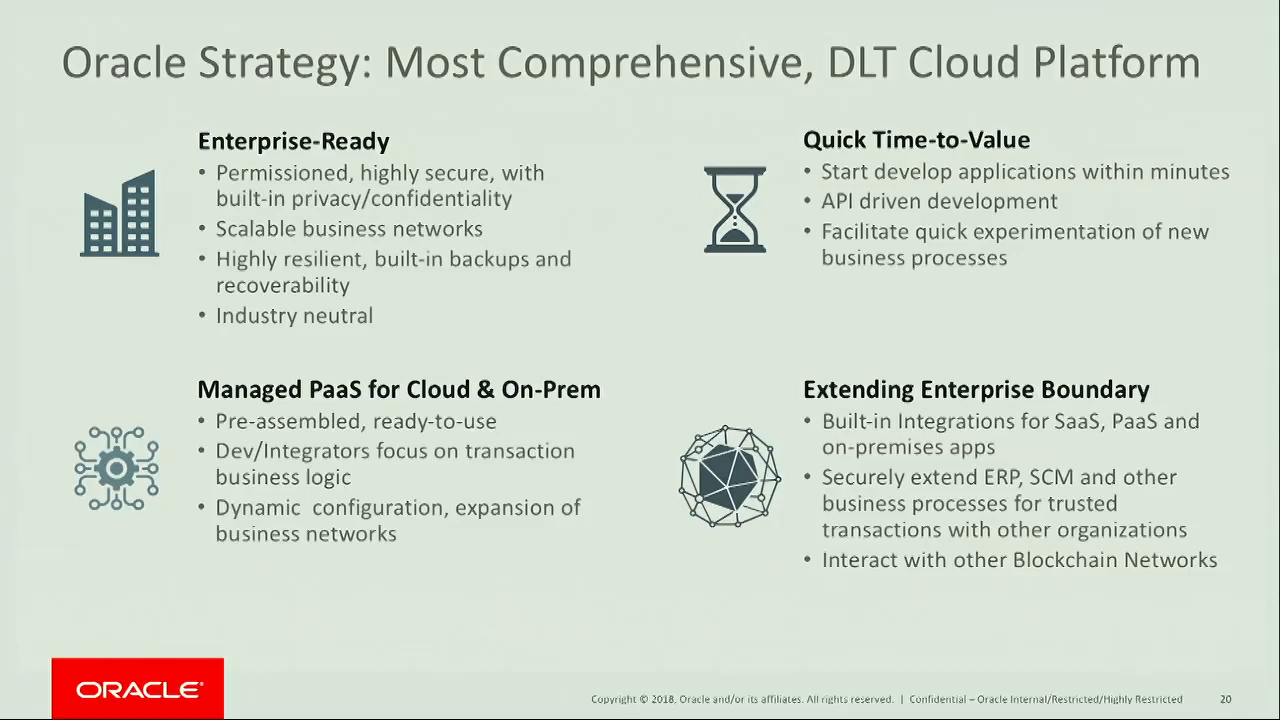 Oracle Strategy: Most Comprehensive, DLT Cloud Platform
Enterprise-Ready
• Permissioned, highly secure, with
built-in privacy/confidentiality
• Scalable business networks
• Highly resilient, built-in backups and
recoverability
• Industry neutral
Quick Time-to-Value
• Start develop applications within minutes
• API driven development
• Facilitate quick experimentation of new
business processes
Managed PaaS for Cloud & On-Prem
• Pre-assembled, ready-to-use
• Dev/Integrators focus on transaction
business logic
• Dynamic configuration, expansion of
business networks
Extending Enterprise Boundary
• Built-in Integrations for SaaS, PaaS and
on-premises apps
• Securely extend ERP, SCM and other
business processes for trusted
transactions with other organizations
• Interact with other Blockchain Networks
ORACLE®
Copyright © 2018, Oracle and/or its affiliates. All rights reserved. | Confidential – Oracle Internal/Restricted/Highly Restricted 20